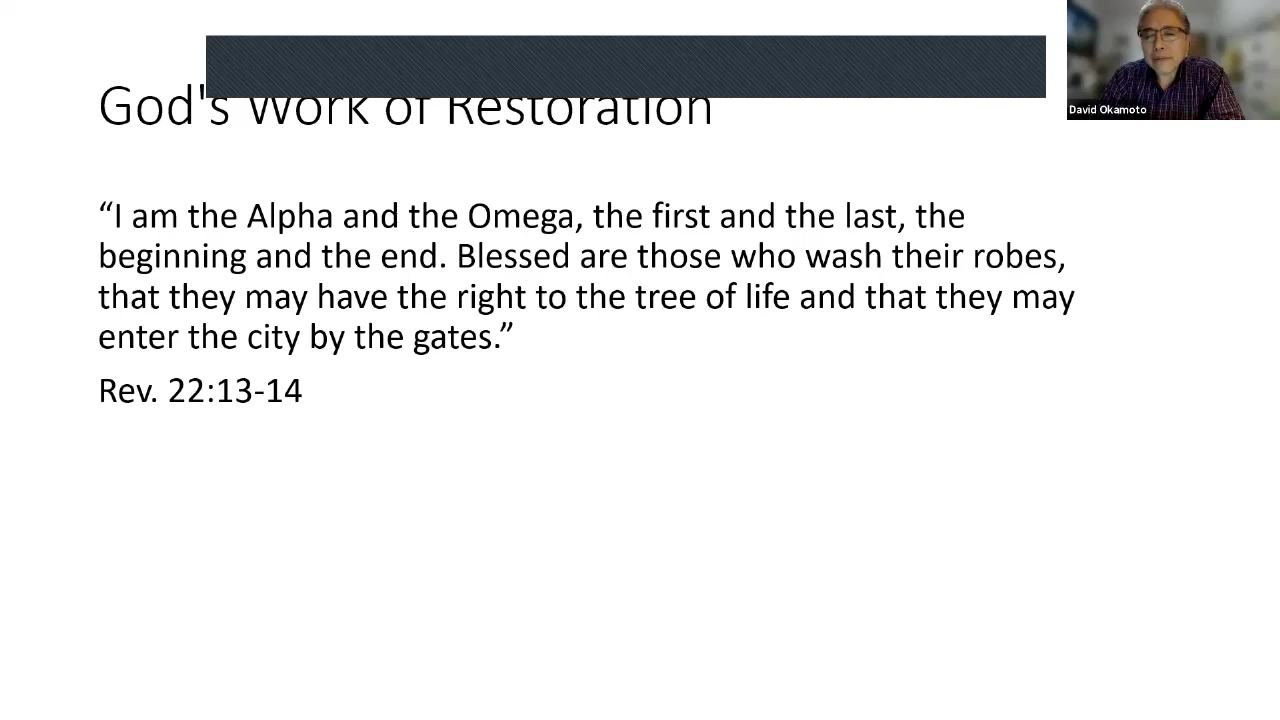 God's Work of Restoration
David Okamoto
“I am the Alpha and the Omega, the first and the last, the
beginning and the end. Blessed are those who wash their robes,
that they may have the right to the tree of life and that they may
enter the city by the gates.”
Rev. 22:13-14